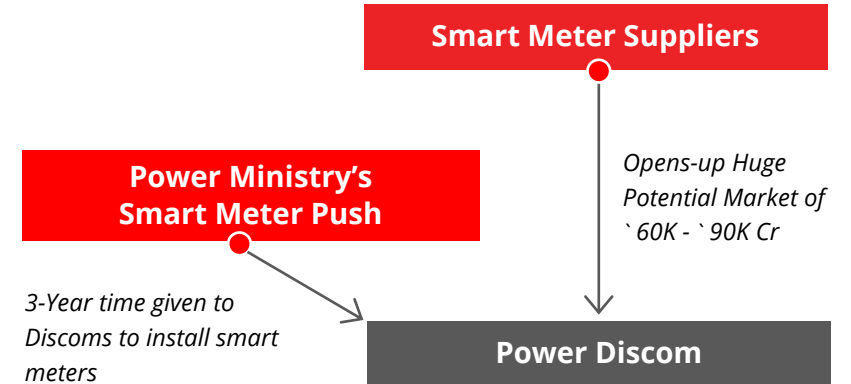 Smart Meter Suppliers
Power Ministry’s
Smart Meter Push
Opens-up Huge
Potential Market of
` 60K - ` 90K Cr
3-Year time given to
Discoms to install smart
meters
Power Discom